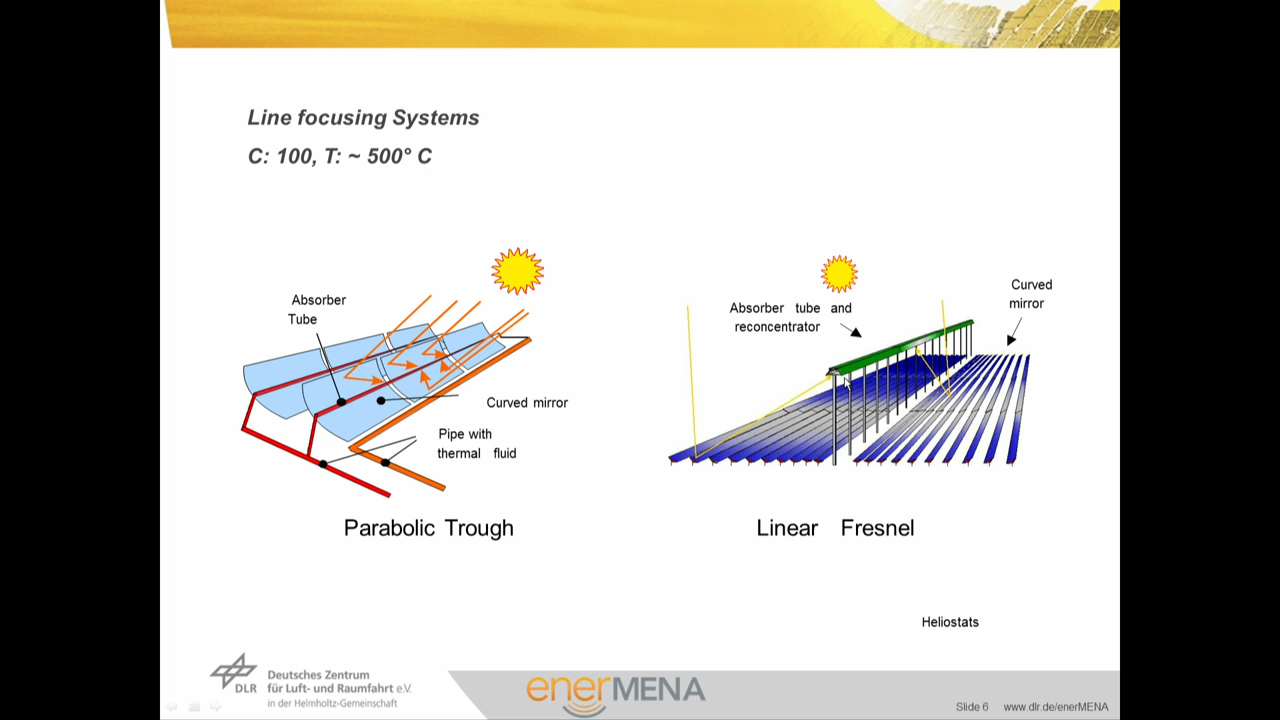 Line focusing Systems
C: 100, T: ~ 500° C
Absorber
Tube
Curved mirror
Pipe with
thermal fluid
Parabolic Trough
Absorber tube and
reconcentrator
Curved
mirror
Linear Fresnel
Heliostats
DLR
Deutsches Zentrum
für Luft- und Raumfahrt e.V.
in der Helmholtz-Gemeinschaft
enerMENA
Slide 6 www.dlr.de/enerMENA